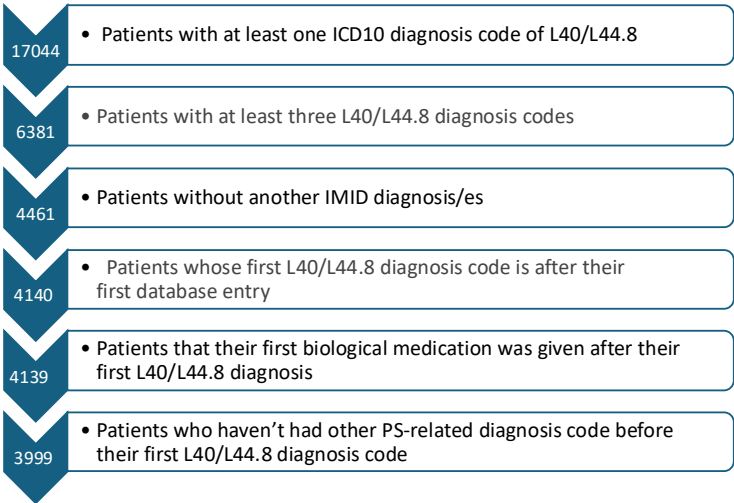 17044
• Patients with at least one ICD10 diagnosis code of L40/L44.8
6381
• Patients with at least three L40/L44.8 diagnosis codes
4461
• Patients without another IMID diagnosis/es
4140
• Patients whose first L40/L44.8 diagnosis code is after their
first database entry
4139
• Patients that their first biological medication was given after their
first L40/L44.8 diagnosis
3999
• Patients who haven’t had other PS-related diagnosis code before
their first L40/L44.8 diagnosis code